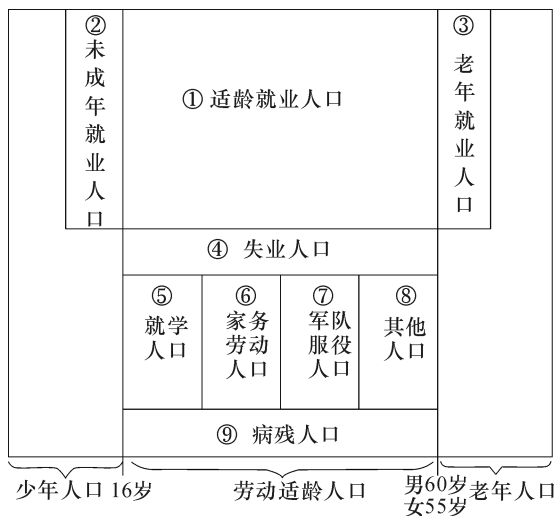 ② 未成年就业人口
① 适龄就业人口
③ 老年就业人口
④ 失业人口
⑤
就学
人口
⑥
家务
劳动
人口
⑦
军队
服役
人口
⑧
其他
人口
⑨ 病残人口
少年人口 16岁
劳动适龄人口
男60岁
女55岁
老年人口